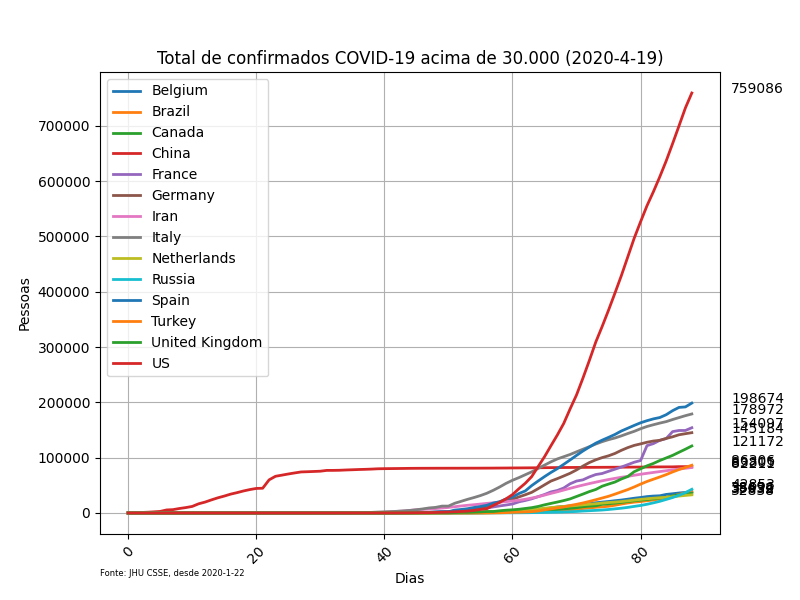 Total de confirmados COVID-19 acima de 30.000 (2020-4-19)
Belgium
Brazil
Canada
China
France
Germany
Iran
Italy
Netherlands
Russia
Spain
Turkey
United Kingdom
US
Pessoas
700000
600000
500000
400000
300000
200000
100000
0
759086
198674
178972
154097
145184
121172
86306
42853
0
20
40
60
80
Dias
Fonte: JHU CSSE, desde 2020-1-22